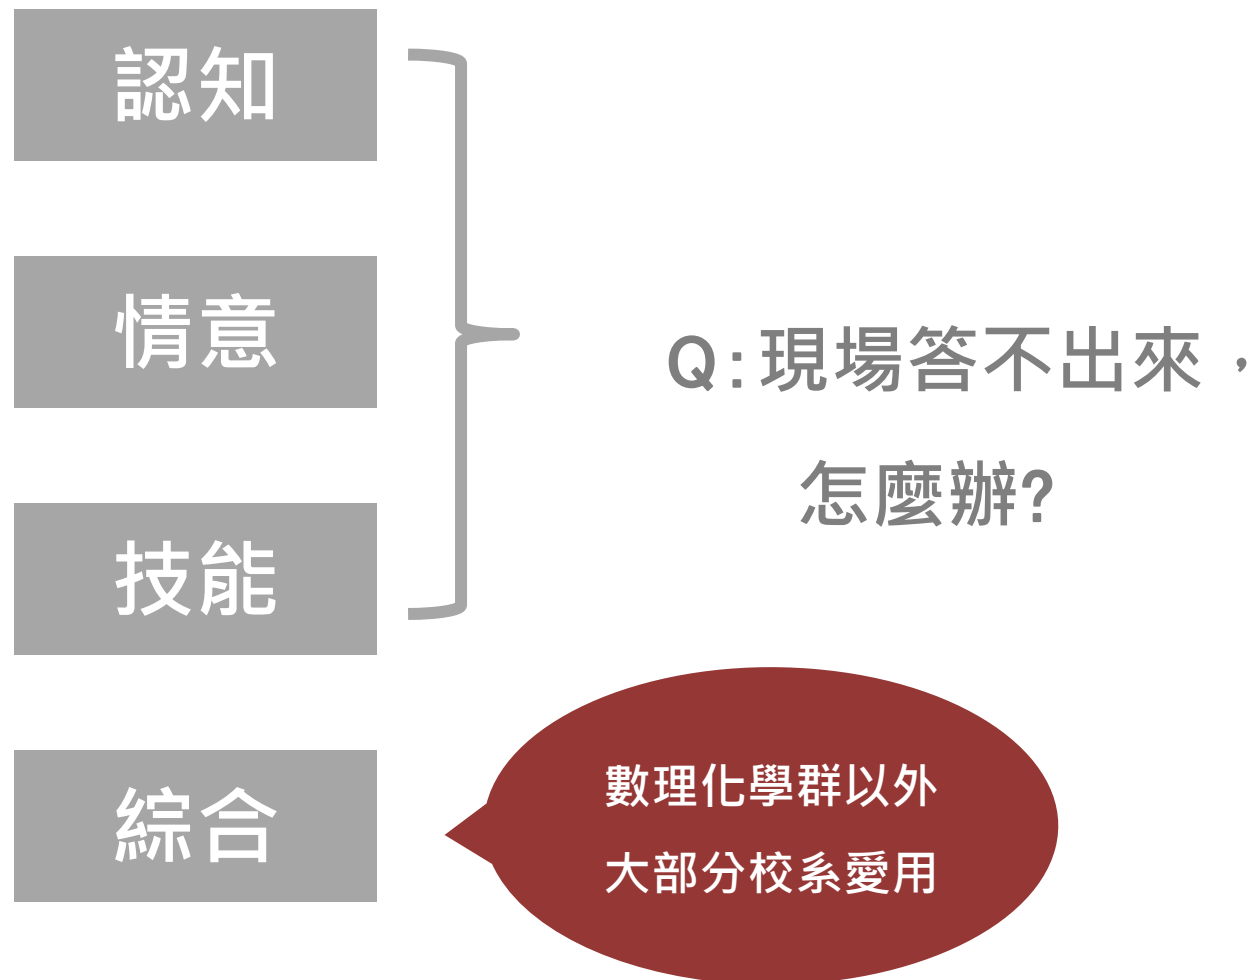 認知
情意
技能
綜合
Q:現場答不出來，
怎麼辦?
數理化學群以外
大部分校系愛用